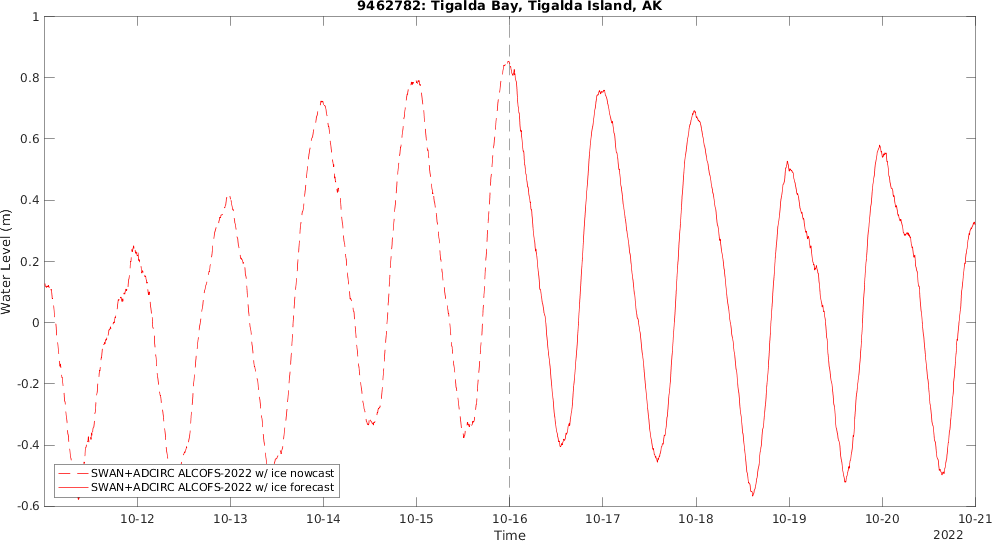 9462782: Tigalda Bay, Tigalda Island, AK
1
0.8
0.6
0.4
0.2
0
-0.2
-0.4
-0.6
Water Level (m)
SWAN+ADCIRC ALCOFS-2022 w/ ice nowcast
SWAN+ADCIRC ALCOFS-2022 w/ ice forecast
10-12 10-13 10-14 10-15 10-16 10-17 10-18 10-19 10-20 10-21
Time
2022